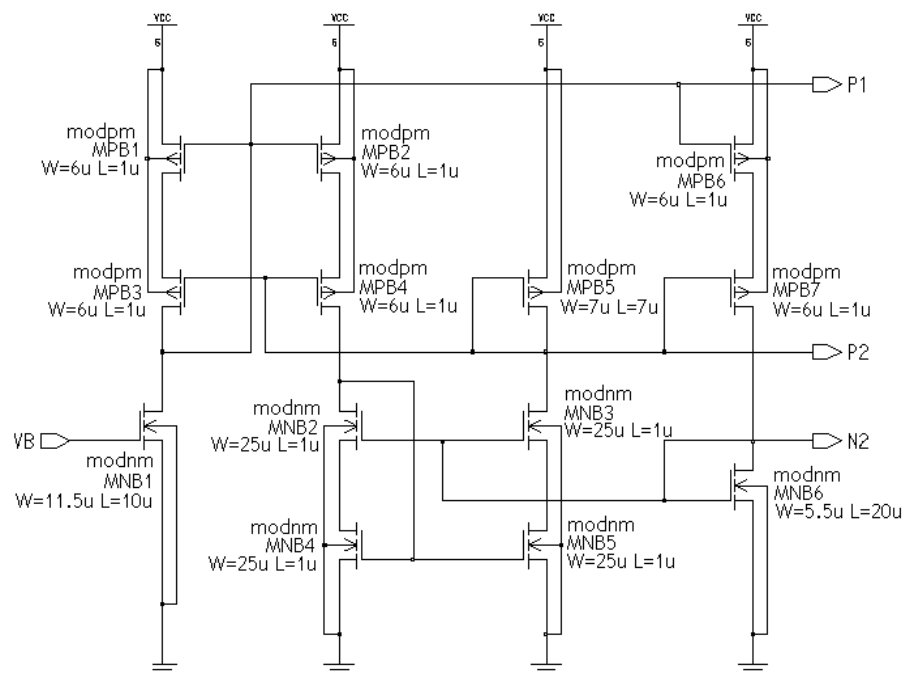 VCC VCC VCC VCC
5 5 5 5
P1
modpm
MPB1
W=6u L=1u
modpm
MPB2
W=6u L=1u
modpm
MPB6
W=6u L=1u
modpm
MPB3
W=6u L=1u
modpm
MPB4
W=6u L=1u
modpm
MPB5
W=7u L=7u
modpm
MPB7
W=6u L=1u
P2
VB
modnm
MNB1
W=11.5u L=10u
modnm
MNB2
W=25u L=1u
modnm
MNB3
W=25u L=1u
N2
modnm
MNB6
W=5.5u L=20u
modnm
MNB4
W=25u L=1u
modnm
MNB5
W=25u L=1u